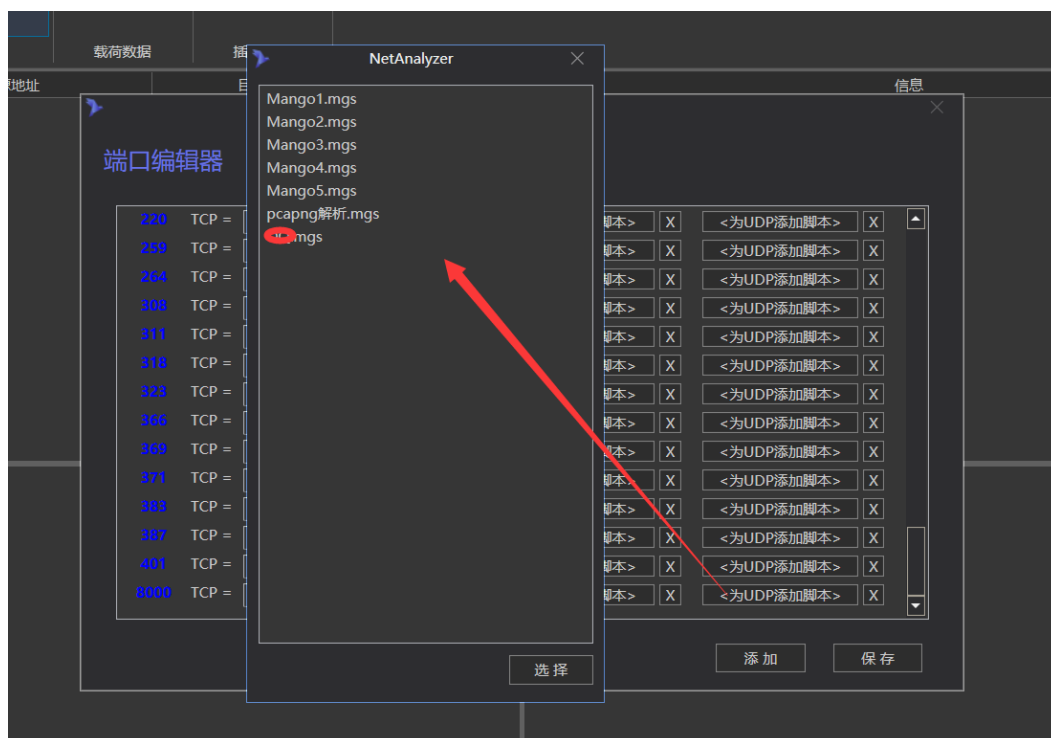 载荷数据
插
源地址
目
信息
NetAnalyzer
Mango1.mgs
Mango2.mgs
Mango3.mgs
Mango4.mgs
Mango5.mgs
pcapng解析.mgs
mgs
选 择
端口编辑器
220 TCP = 脚本> X <为UDP添加脚本> X
259 TCP = 脚本> X <为UDP添加脚本> X
264 TCP = 脚本> X <为UDP添加脚本> X
308 TCP = 脚本> X <为UDP添加脚本> X
311 TCP = 脚本> X <为UDP添加脚本> X
318 TCP = 脚本> X <为UDP添加脚本> X
323 TCP = 脚本> X <为UDP添加脚本> X
366 TCP = 脚本> X <为UDP添加脚本> X
369 TCP = 脚本> X <为UDP添加脚本> X
371 TCP = 脚本> X <为UDP添加脚本> X
383 TCP = 脚本> X <为UDP添加脚本> X
387 TCP = 脚本> X <为UDP添加脚本> X
401 TCP = 脚本> X <为UDP添加脚本> X
8000 TCP = 脚本> X <为UDP添加脚本> X
添 加
保 存